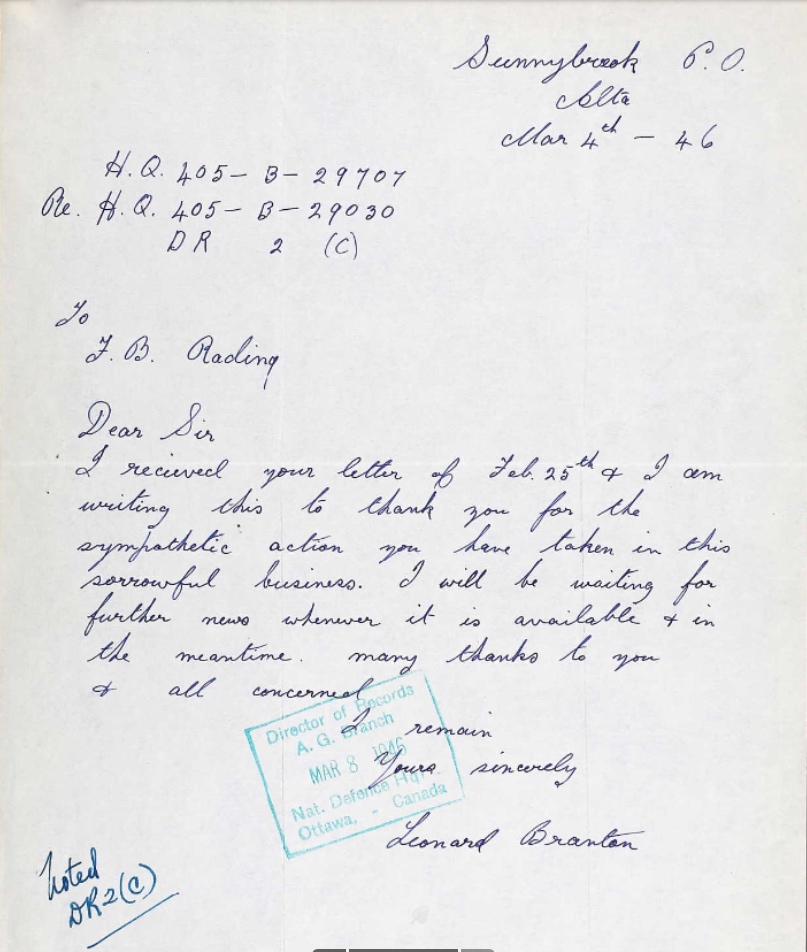 Sunnybrook P.O.
Alta
Mar 4th - 46
H.Q. 405-B-29707
Re. H.Q. 405-B-29030
DR 2 (C)
To
F.B. Rading
Dear Sir
I recieved your letter of Feb. 25th & I am
writing this to thank you for the
sympathetic action you have taken in this
sorrowful business. I will be waiting for
further news whenever it is available & in
the meantime. many thanks to you
& all concerned
I remain
Yours sincerely
Leonard Branton
Director of Records
A. G. Branch
MAR 8 1946
Nat. Defence Hqr.
Ottawa, - Canada
Noted
DR2(C)